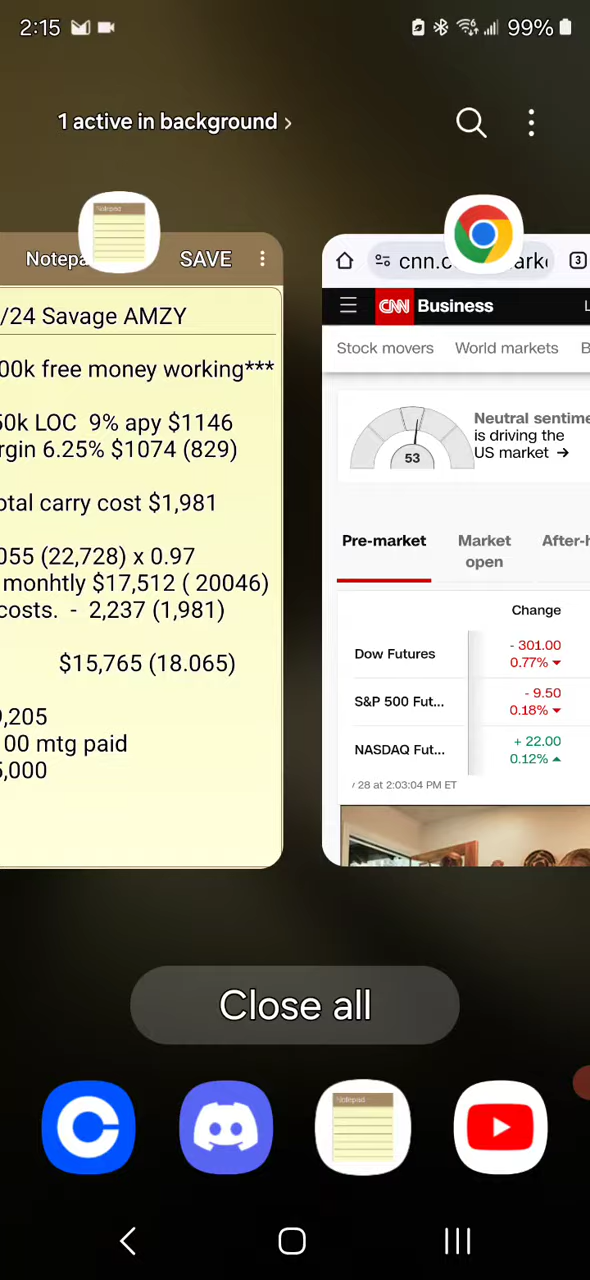 2:15
99%
1 active in background >
Notepa
SAVE
/24 Savage AMZY
00k free money working***
50k LOC 9% apy $1146
rgin 6.25% $1074 (829)
otal carry cost $1,981
055 (22,728) x 0.97
monhtly $17,512 ( 20046)
costs. - 2,237 (1,981)
$15,765 (18.065)
9,205
00 mtg paid
5,000
Notepad
cnn.c
3
CNN Business
Stock movers World markets B
53
Neutral sentime
is driving the
US market →
Pre-market Market open After-h
Change
Dow Futures - 301.00
0.77%
S&P 500 Fut... - 9.50
0.18%
NASDAQ Fut... + 22.00
0.12%
28 at 2:03:04 PM ET
Close all
Notepad